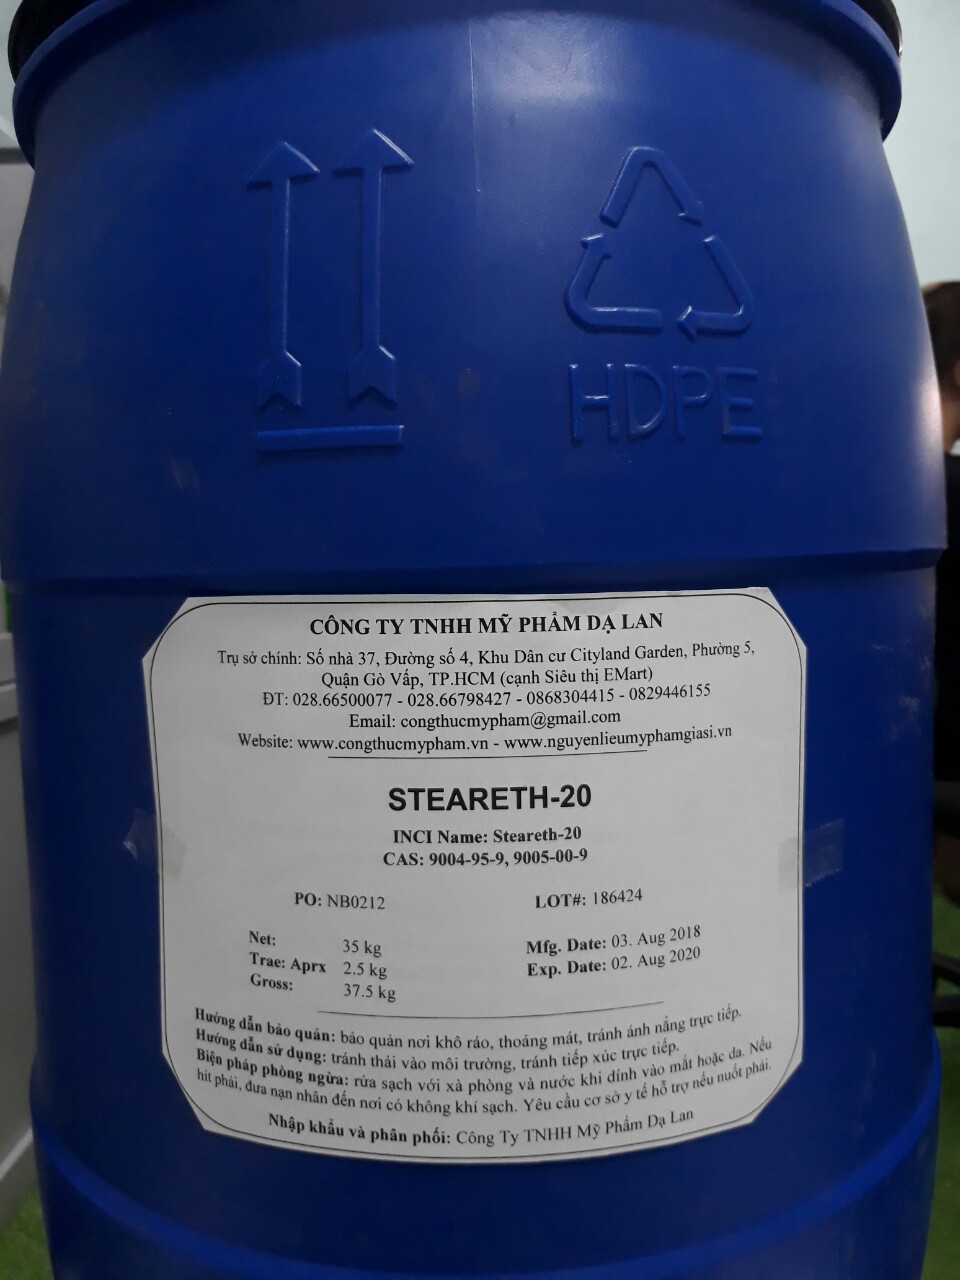 HDPE
CÔNG TY TNHH MỸ PHẨM DẠ LAN
Trụ sở chính: Số nhà 37, Đường số 4, Khu Dân cư Cityland Garden, Phường 5,
Quận Gò Vấp, TP.HCM (cạnh Siêu thị EMart)
ĐT: 028.66500077 - 028.66798427 - 0868304415 - 0829446155
Email: congthucmypham@gmail.com
Website: www.congthucmypham.vn - www.nguyenlieumyphamgiasi.vn
STEARETH-20
INCI Name: Steareth-20
CAS: 9004-95-9, 9005-00-9
PO: NB0212 LOT#: 186424
Net: 35 kg Mfg. Date: 03. Aug 2018
Trae: Aprx 2.5 kg Exp. Date: 02. Aug 2020
Gross: 37.5 kg
Hướng dẫn bảo quản: bảo quản nơi khô ráo, thoáng mát, tránh ánh nắng trực tiếp.
Hướng dẫn sử dụng: tránh thải vào môi trường, tránh tiếp xúc trực tiếp.
Biện pháp phòng ngừa: rửa sạch với xà phòng và nước khi dính vào mắt hoặc da. Nếu
hít phải, đưa nạn nhân đến nơi có không khí sạch. Yêu cầu cơ sở y tế hỗ trợ nếu nuốt phải.
Nhập khẩu và phân phối: Công Ty TNHH Mỹ Phẩm Dạ Lan